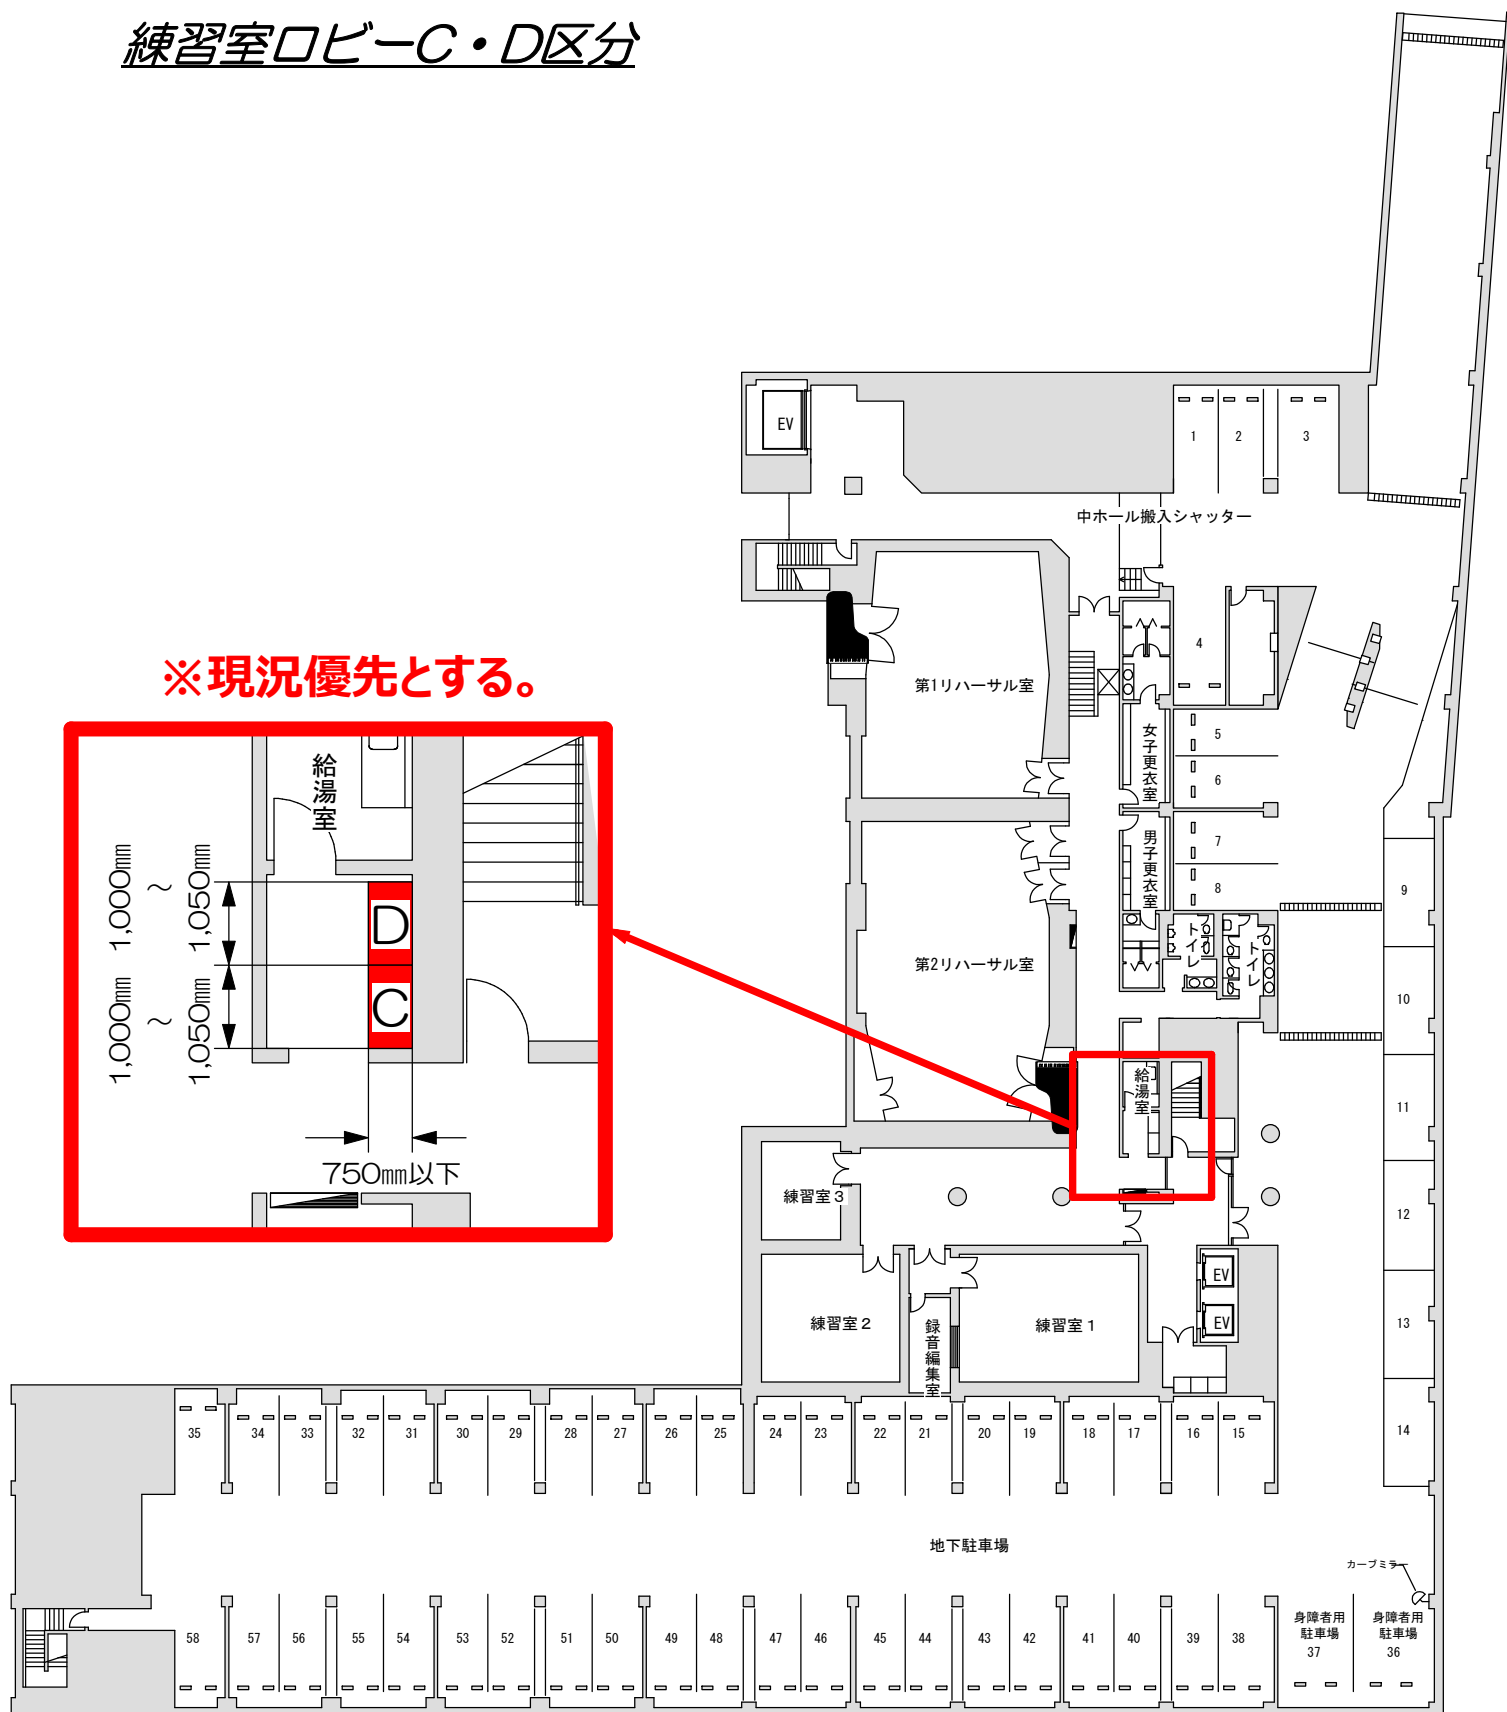 練習室ロビーC・D区分
※現況優先とする。
給湯室
1,000㎜
～
1,050㎜
D
1,000㎜
～
1,050㎜
C
750㎜以下
EV
1
2
3
中ホール搬入シャッター
第1リハーサル室
4
女子更衣室
5
6
男子更衣室
7
8
9
トイレ
トイレ
第2リハーサル室
10
給湯室
11
練習室3
12
EV
EV
練習室2
録音編集室
練習室1
13
14
35
34
33
32
31
30
29
28
27
26
25
24
23
22
21
20
19
18
17
16
15
地下駐車場
カーブミラー
58
57
56
55
54
53
52
51
50
49
48
47
46
45
44
43
42
41
40
39
38
身障者用
駐車場
37
身障者用
駐車場
36